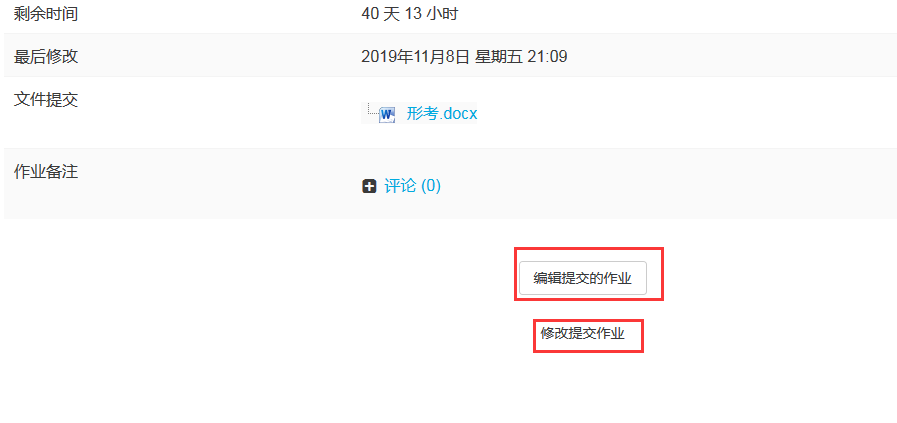 剩余时间 40 天 13 小时
最后修改 2019年11月8日 星期五 21:09
文件提交
形考.docx
作业备注
评论 (0)
编辑提交的作业
修改提交作业